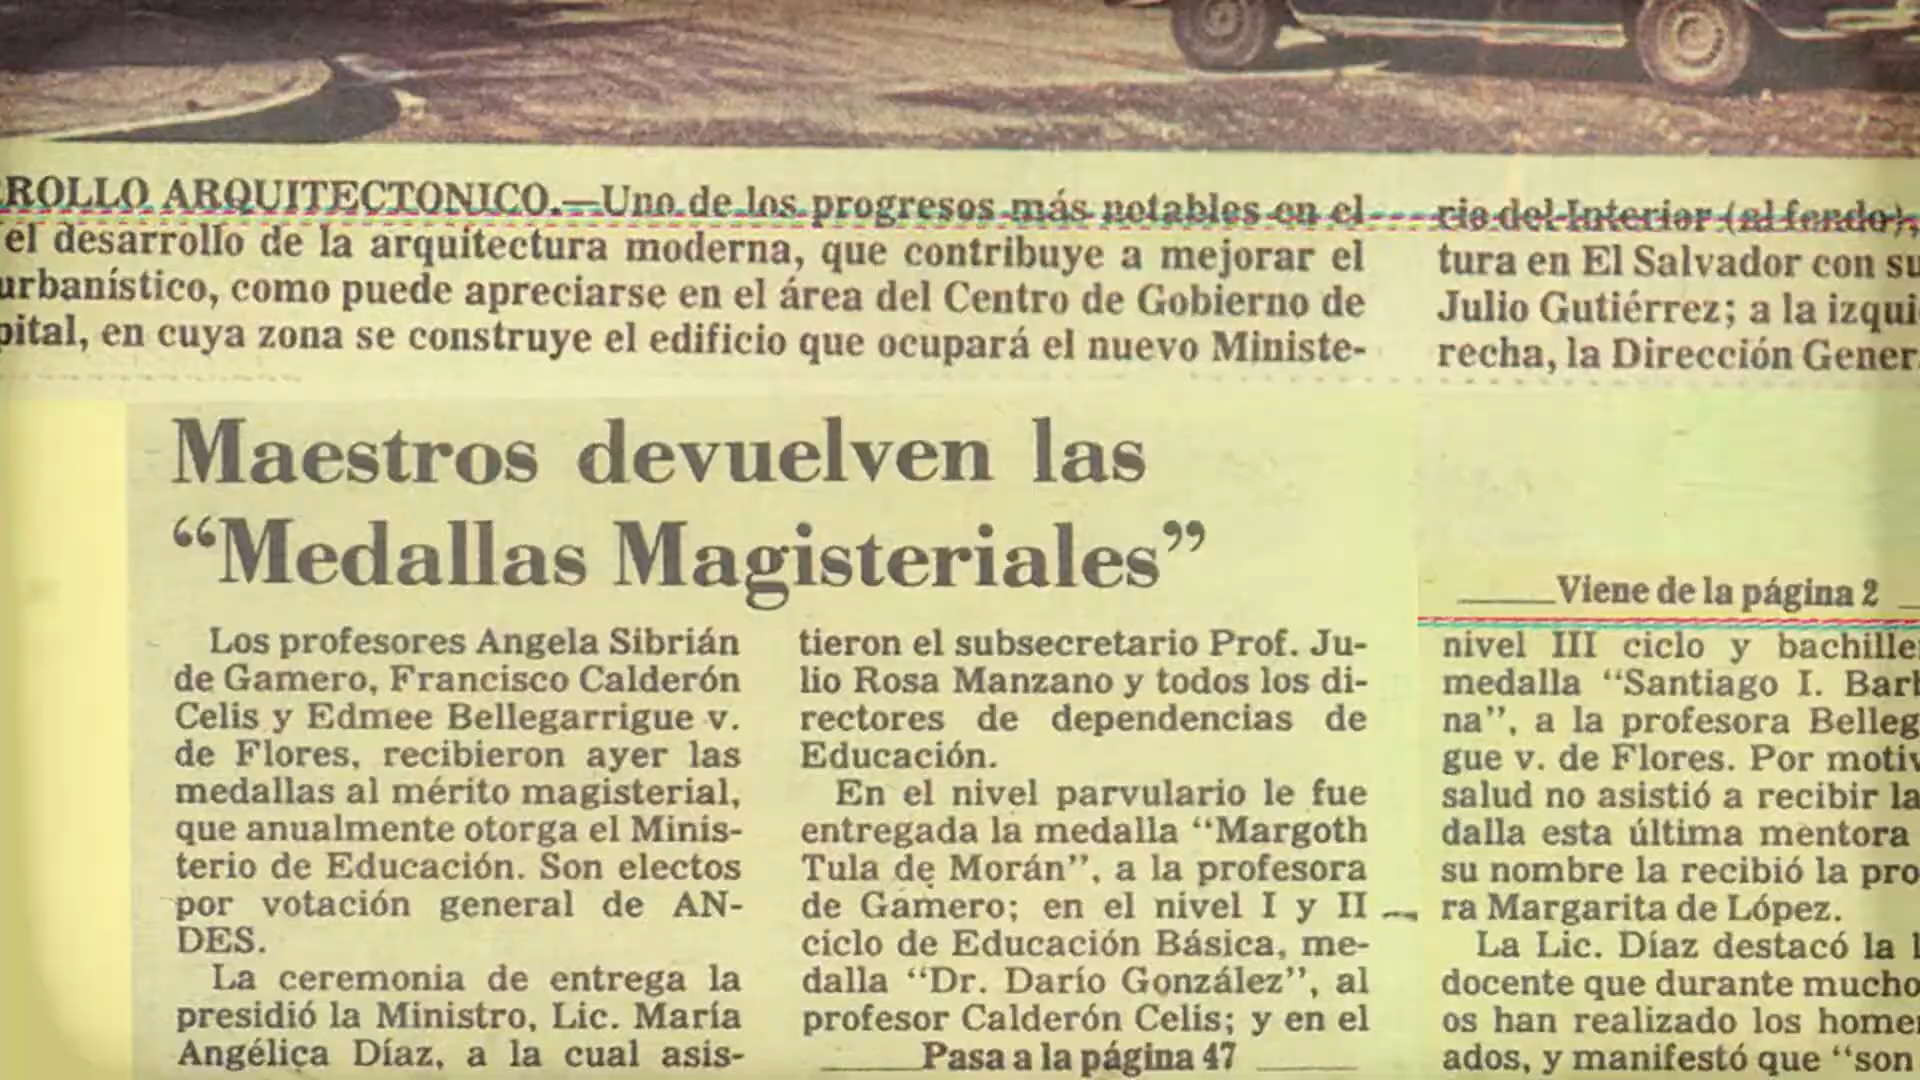 ROLLO ARQUITECTONICO.—Uno de los progresos más notables en el
el desarrollo de la arquitectura moderna, que contribuye a mejorar el
urbanístico, como puede apreciarse en el área del Centro de Gobierno de
pital, en cuya zona se construye el edificio que ocupará el nuevo Ministe-
rio del Interior (al fondo),
tura en El Salvador con su
Julio Gutiérrez; a la izqui
recha, la Dirección Gener
Maestros devuelven las
“Medallas Magisteriales”
Los profesores Angela Sibrián
de Gamero, Francisco Calderón
Celis y Edmee Bellegarrigue v.
de Flores, recibieron ayer las
medallas al mérito magisterial,
que anualmente otorga el Minis-
terio de Educación. Son electos
por votación general de AN-
DES.
La ceremonia de entrega la
presidió la Ministro, Lic. María
Angélica Díaz, a la cual asis-
tieron el subsecretario Prof. Ju-
lio Rosa Manzano y todos los di-
rectores de dependencias de
Educación.
En el nivel parvulario le fue
entregada la medalla “Margoth
Tula de Morán”, a la profesora
de Gamero; en el nivel I y II
ciclo de Educación Básica, me-
dalla “Dr. Darío González”, al
profesor Calderón Celis; y en el
Pasa a la página 47
Viene de la página 2
nivel III ciclo y bachille
medalla “Santiago I. Barb
na”, a la profesora Belleg
gue v. de Flores. Por motiv
salud no asistió a recibir la
dalla esta última mentora
su nombre la recibió la pro
ra Margarita de López.
La Lic. Díaz destacó la l
docente que durante mucho
os han realizado los home
ados, y manifestó que “son